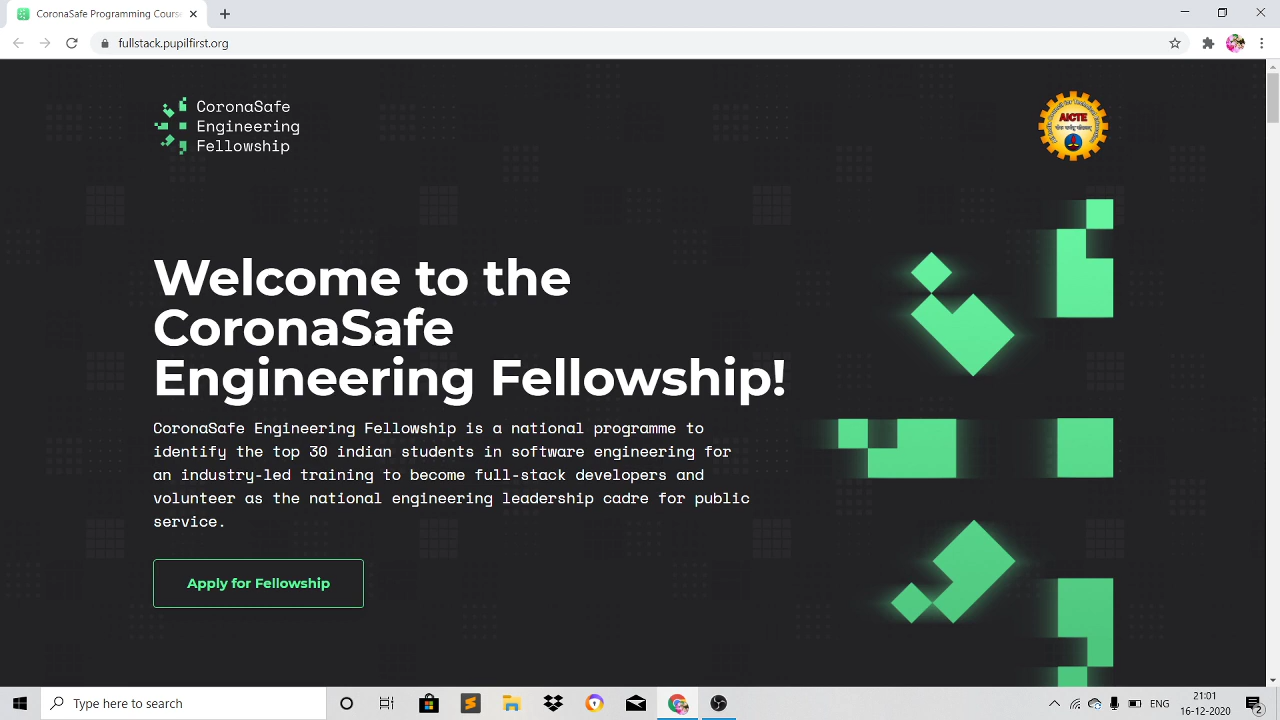 CoronaSafe Programming Cours
fullstack.pupilfirst.org
CoronaSafe
Engineering
Fellowship
AICTE
Welcome to the
CoronaSafe
Engineering Fellowship!
CoronaSafe Engineering Fellowship is a national programme to
identify the top 30 indian students in software engineering for
an industry-led training to become full-stack developers and
volunteer as the national engineering leadership cadre for public
service.
Apply for Fellowship
Type here to search
ENG
21:01
16-12-2020
2